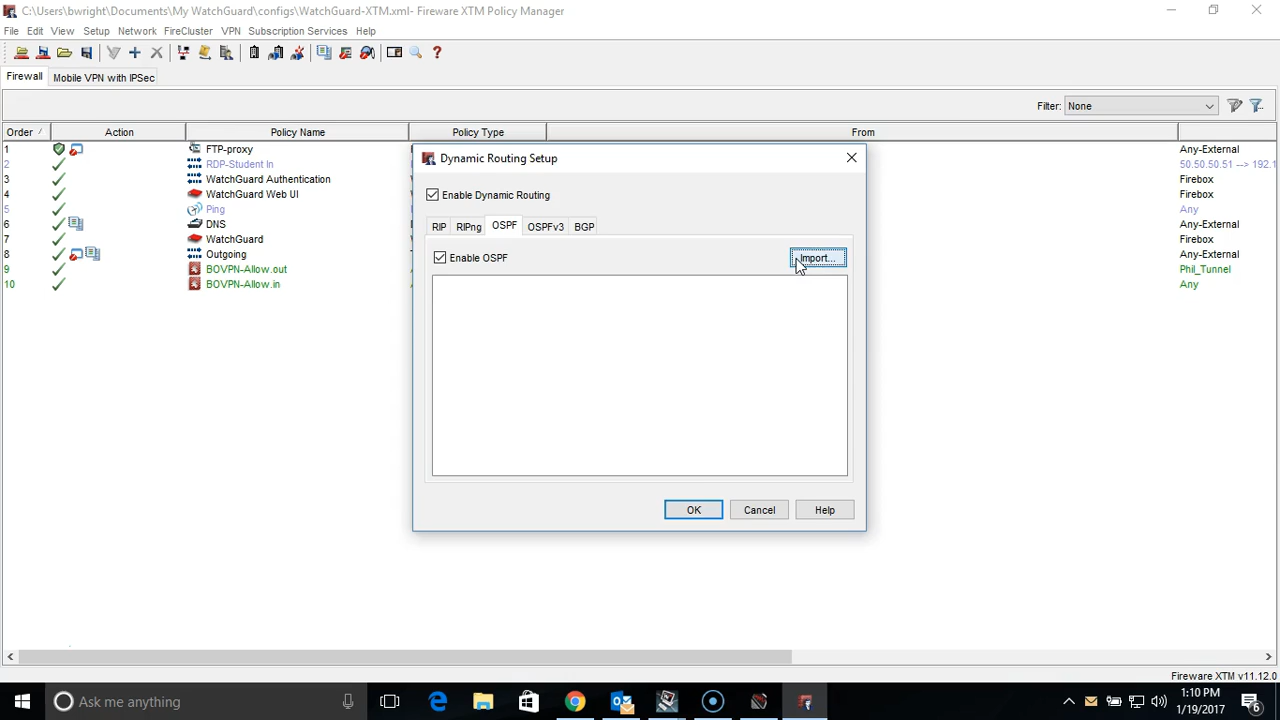 C:\Users\bwright\Documents\My WatchGuard\configs\WatchGuard-XTM.xml- Fireware XTM Policy Manager
File Edit View Setup Network FireCluster VPN Subscription Services Help
Firewall Mobile VPN with IPSec
Filter: None
Order / Action Policy Name Policy Type From
1 FTP-proxy Any-External
2 RDP-Student In 50.50.50.51 --> 192.1
3 WatchGuard Authentication Firebox
4 WatchGuard Web UI Firebox
5 Ping Any
6 DNS Any-External
7 WatchGuard Firebox
8 Outgoing Any-External
9 BOVPN-Allow.out Phil_Tunnel
10 BOVPN-Allow.in Any
Dynamic Routing Setup
Enable Dynamic Routing
RIP RIPng OSPF OSPFv3 BGP
Enable OSPF Import...
OK Cancel Help
Fireware XTM v11.12.0
Ask me anything
1:10 PM
1/19/2017
6